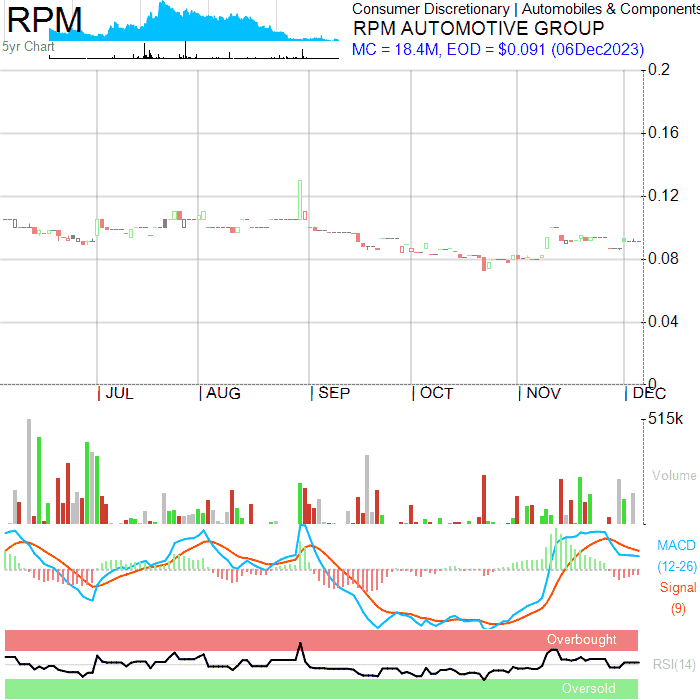 RPM
5yr Chart
Consumer Discretionary | Automobiles & Components
RPM AUTOMOTIVE GROUP
MC = 18.4M, EOD = $0.091 (06Dec2023)
0.2
0.16
0.12
0.08
0.04
0
JUL AUG SEP OCT NOV DEC
515k
Volume
MACD
(12-26)
Signal
(9)
Overbought
RSI(14)
Oversold